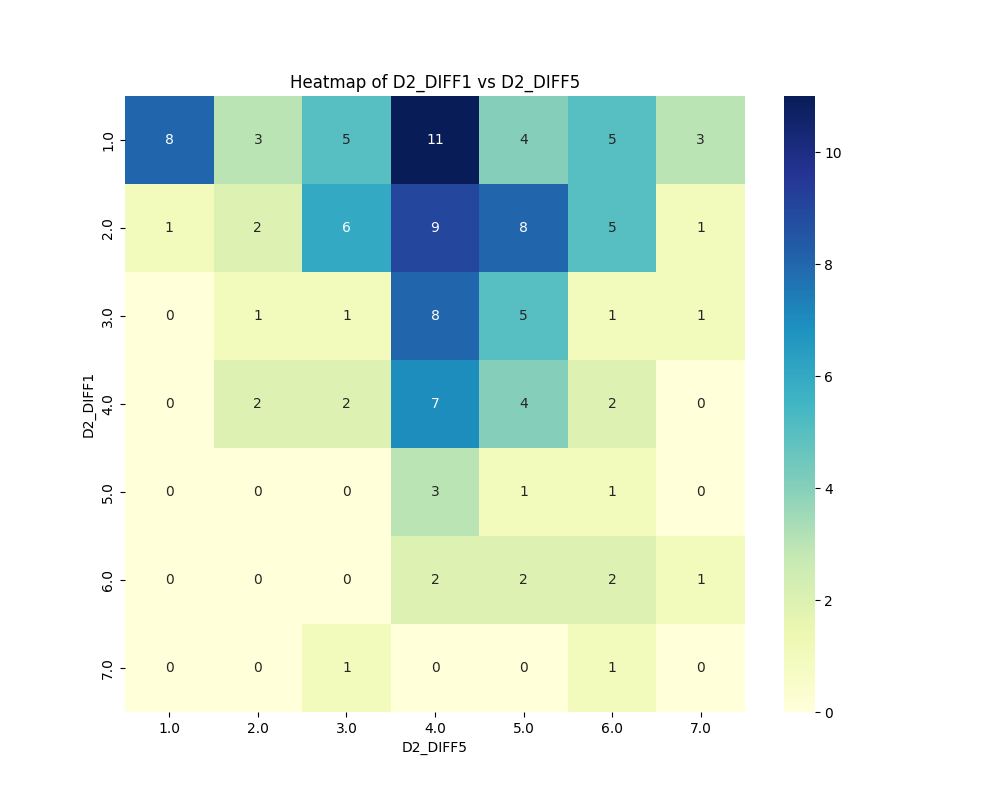 Heatmap of D2_DIFF1 vs D2_DIFF5
1.0 8 3 5 11 4 5 3
2.0 1 2 6 9 8 5 1
3.0 0 1 1 8 5 1 1
4.0 0 2 2 7 4 2 0
5.0 0 0 0 3 1 1 0
6.0 0 0 0 2 2 2 1
7.0 0 0 1 0 0 1 0
1.0 2.0 3.0 4.0 5.0 6.0 7.0
D2_DIFF5
D2_DIFF1
10
8
6
4
2
0